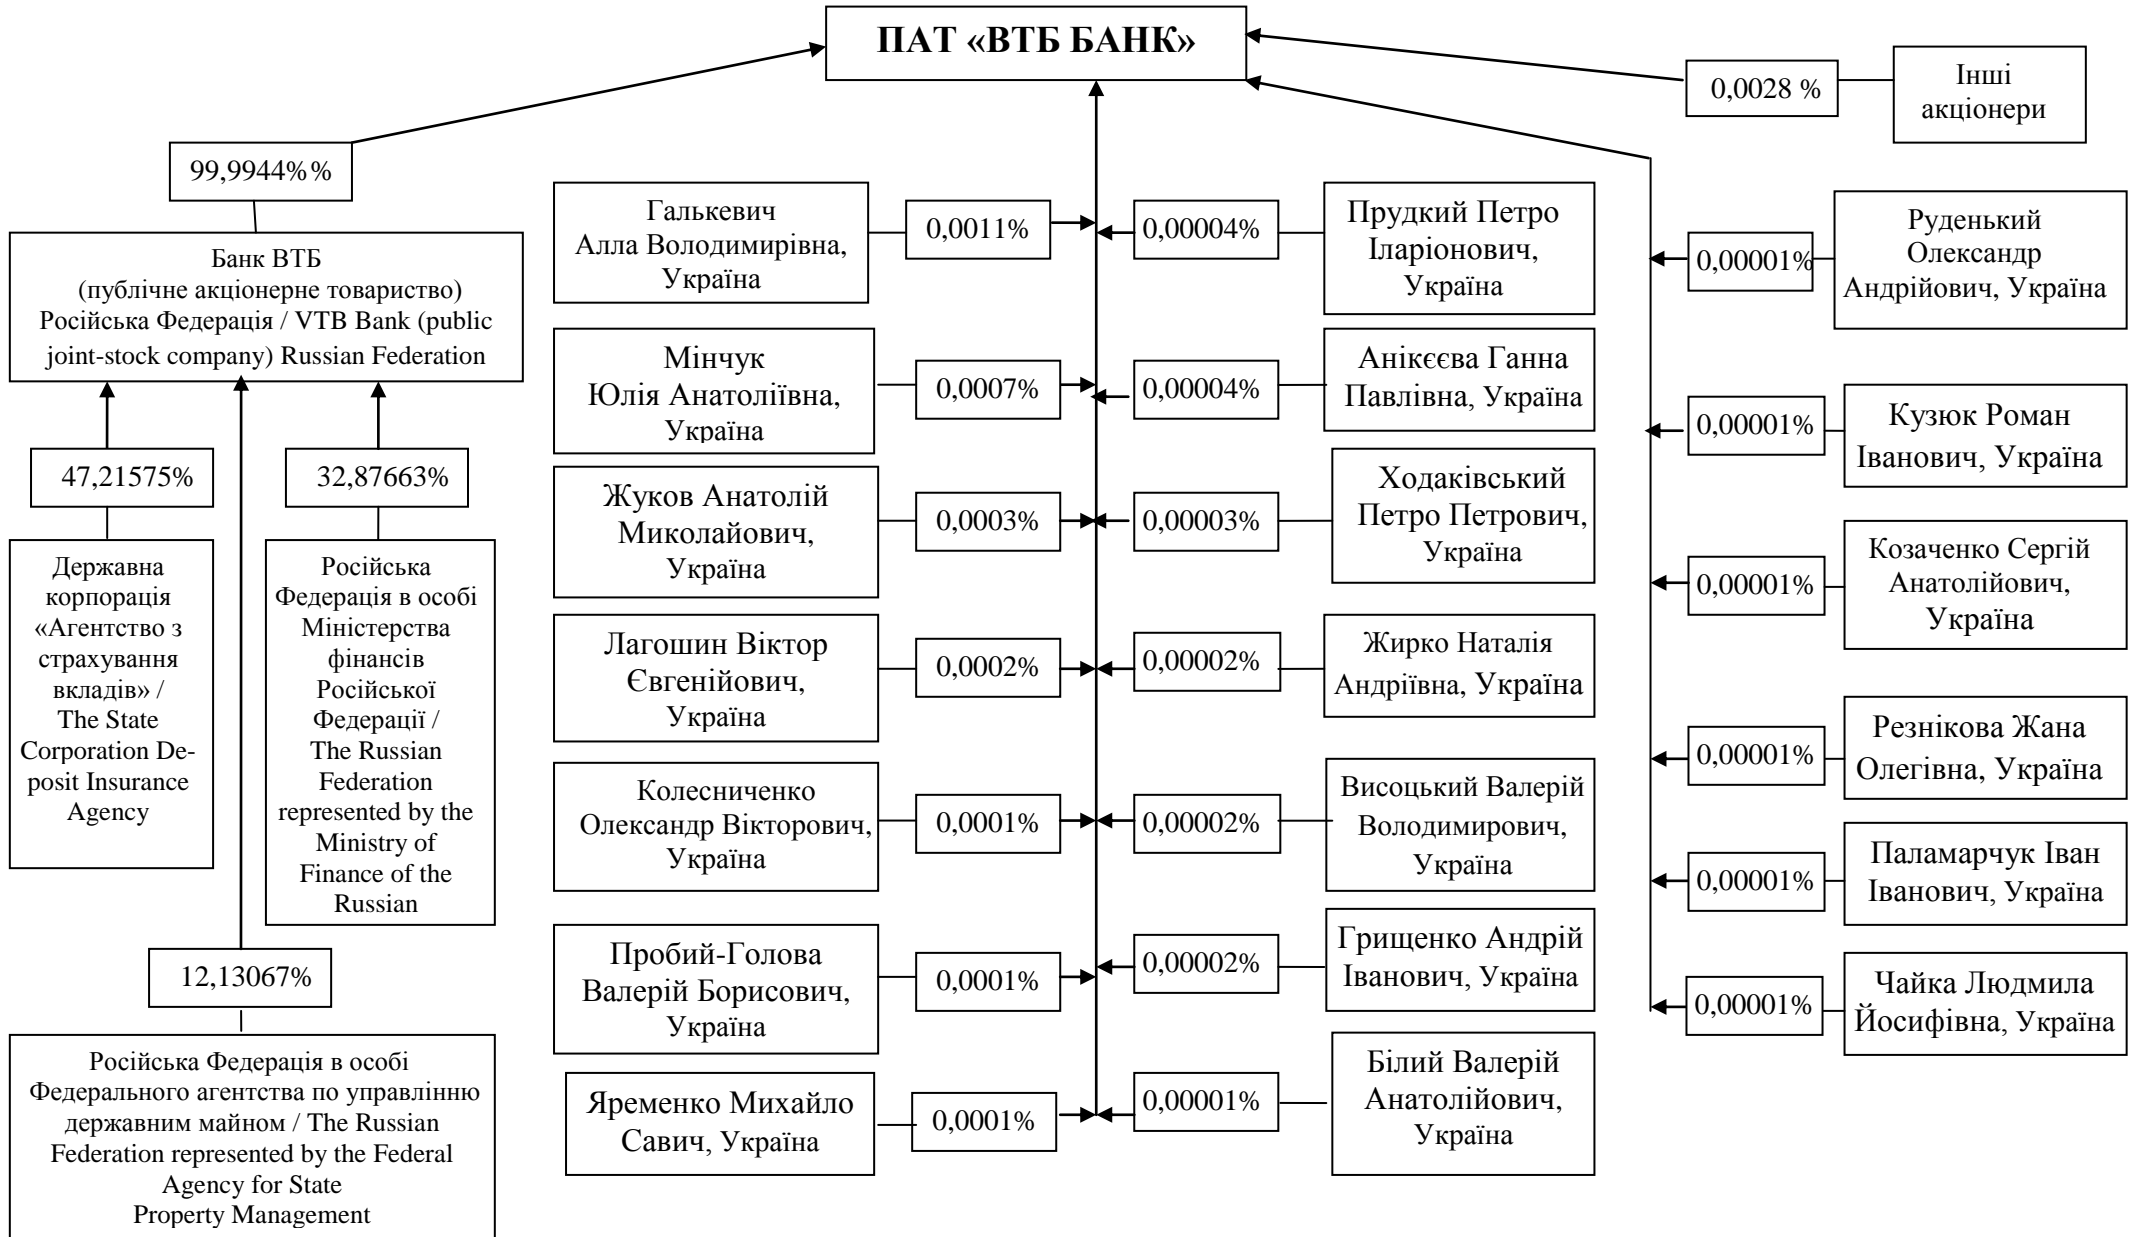 ПАТ «ВТБ БАНК»
0,0028 %
Інші
акціонери
99,9944%%
Банк ВТБ
(публічне акціонерне товариство)
Російська Федерація / VTB Bank (public
joint-stock company) Russian Federation
47,21575%
32,87663%
Державна
корпорація
«Агентство з
страхування
вкладів» /
The State
Corporation De-
posit Insurance
Agency
Російська
Федерація в особі
Міністерства
фінансів
Російської
Федерації /
The Russian
Federation
represented by the
Ministry of
Finance of the
Russian
12,13067%
Російська Федерація в особі
Федерального агентства по управлінню
державним майном / The Russian
Federation represented by the Federal
Agency for State
Property Management
Галькевич
Алла Володимирівна,
Україна
0,0011%
Мінчук
Юлія Анатоліївна,
Україна
0,0007%
Жуков Анатолій
Миколайович,
Україна
0,0003%
Лагошин Віктор
Євгенійович,
Україна
0,0002%
Колесниченко
Олександр Вікторович,
Україна
0,0001%
Пробий-Голова
Валерій Борисович,
Україна
0,0001%
Яременко Михайло
Савич, Україна
0,0001%
0,00004%
Прудкий Петро
Іларіонович,
Україна
0,00004%
Анікєєва Ганна
Павлівна, Україна
0,00003%
Ходаківський
Петро Петрович,
Україна
0,00002%
Жирко Наталія
Андріївна, Україна
0,00002%
Висоцький Валерій
Володимирович,
Україна
0,00002%
Грищенко Андрій
Іванович, Україна
0,00001%
Білий Валерій
Анатолійович,
Україна
0,00001%
Руденький
Олександр
Андрійович, Україна
0,00001%
Кузюк Роман
Іванович, Україна
0,00001%
Козаченко Сергій
Анатолійович,
Україна
0,00001%
Резнікова Жана
Олегівна, Україна
0,00001%
Паламарчук Іван
Іванович, Україна
0,00001%
Чайка Людмила
Йосифівна, Україна